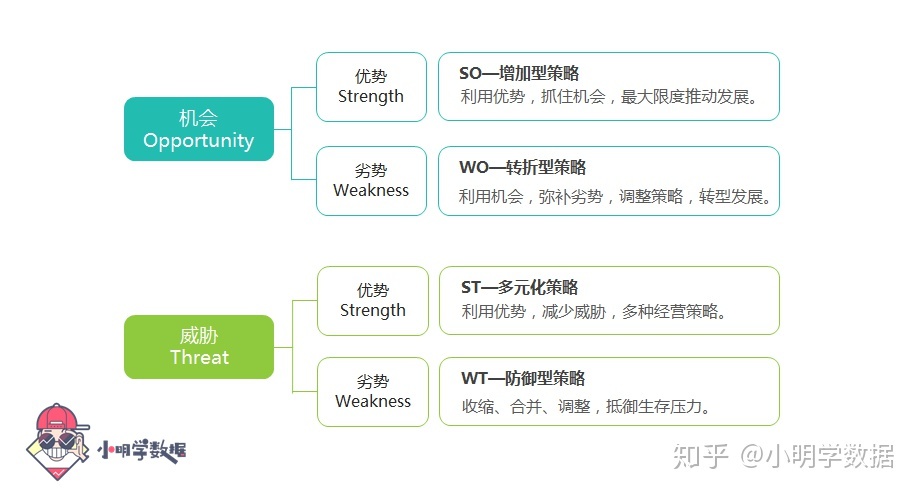 机会
Opportunity
优势
Strength
SO—增加型策略
利用优势，抓住机会，最大限度推动发展。
劣势
Weakness
WO—转折型策略
利用机会，弥补劣势，调整策略，转型发展。
威胁
Threat
优势
Strength
ST—多元化策略
利用优势，减少威胁，多种经营策略。
劣势
Weakness
WT—防御型策略
收缩、合并、调整，抵御生存压力。
小明学数据
知乎 @小明学数据